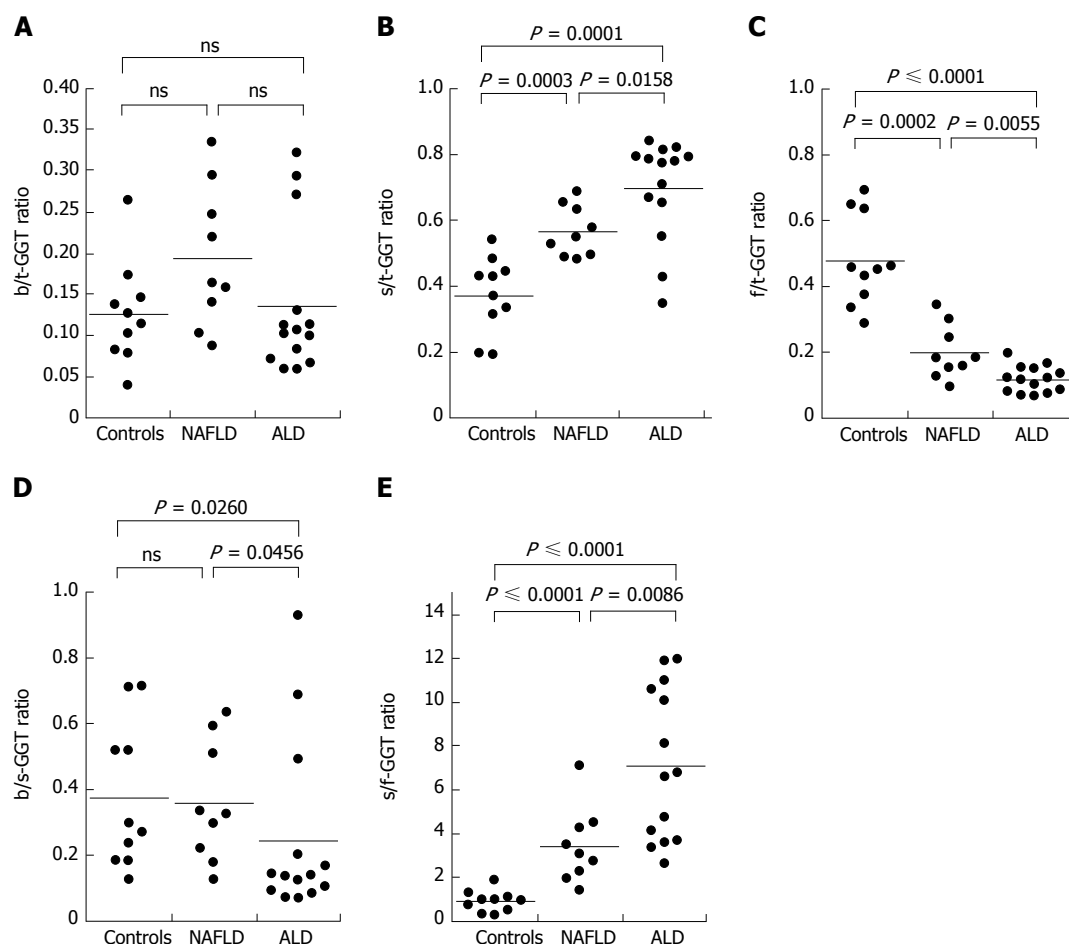 A
ns
ns
ns
0.40
0.35
0.30
0.25
0.20
0.15
0.10
0.05
0
b/t-GGT ratio
Controls
NAFLD
ALD
B
P = 0.0001
P = 0.0003
P = 0.0158
1.0
0.8
0.6
0.4
0.2
0
s/t-GGT ratio
Controls
NAFLD
ALD
C
P ≤ 0.0001
P = 0.0002
P = 0.0055
1.0
0.8
0.6
0.4
0.2
0
f/t-GGT ratio
Controls
NAFLD
ALD
D
P = 0.0260
ns
P = 0.0456
1.0
0.8
0.6
0.4
0.2
0
b/s-GGT ratio
Controls
NAFLD
ALD
E
P ≤ 0.0001
P ≤ 0.0001
P = 0.0086
14
12
10
8
6
4
2
0
s/f-GGT ratio
Controls
NAFLD
ALD